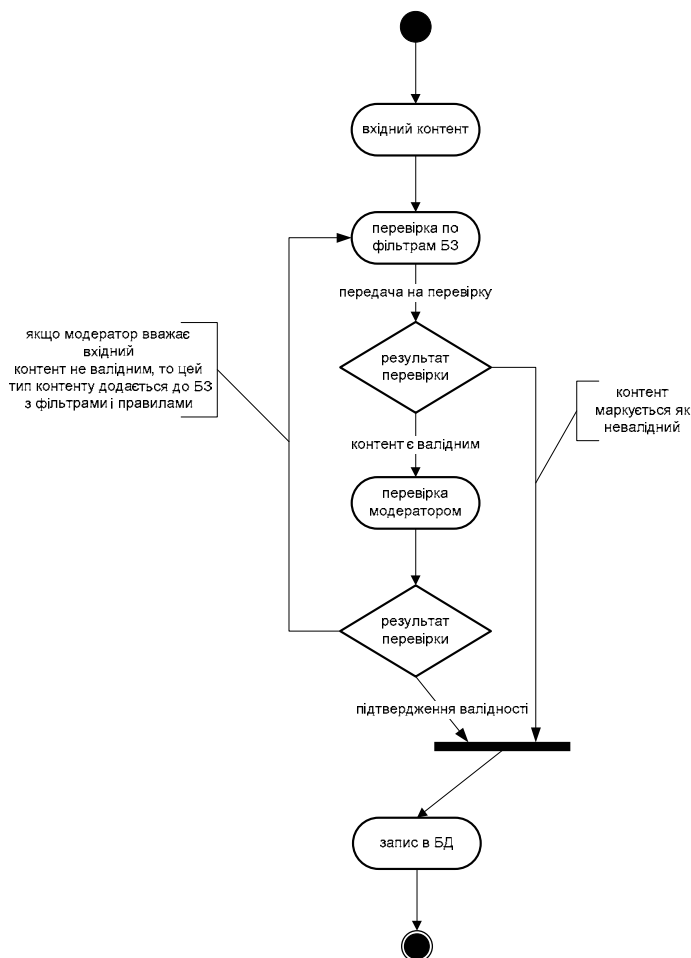 вхідний контент
перевірка по
фільтрам БЗ
передача на перевірку
результат
перевірки
якщо модератор вважає
вхідний
контент не валідним, то цей
тип контенту додається до БЗ
з фільтрами і правилами
контент
маркується як
невалідний
контент є валідним
перевірка
модератором
результат
перевірки
підтвердження валідності
запис в БД